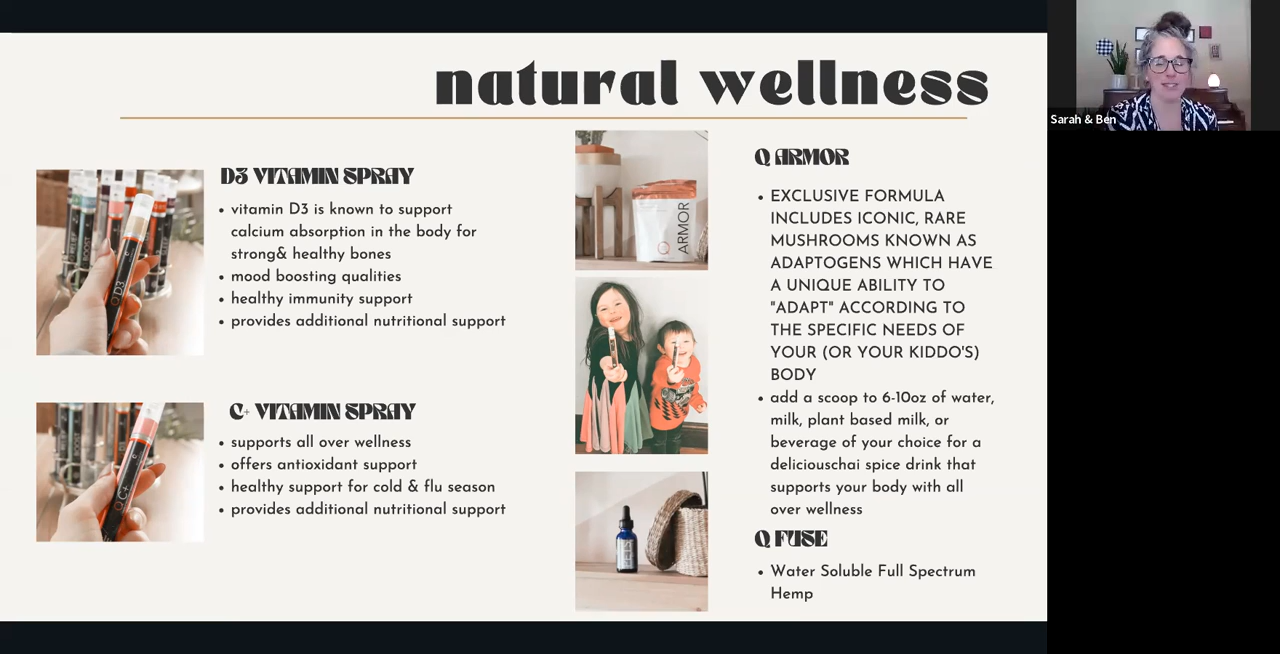 natural wellness
D3 VITAMIN SPRAY
• vitamin D3 is known to support
calcium absorption in the body for
strong& healthy bones
• mood boosting qualities
• healthy immunity support
• provides additional nutritional support
C+ VITAMIN SPRAY
• supports all over wellness
• offers antioxidant support
• healthy support for cold & flu season
• provides additional nutritional support
D3
C+
BOOST
Q ARMOR
Q ARMOR
• EXCLUSIVE FORMULA
INCLUDES ICONIC, RARE
MUSHROOMS KNOWN AS
ADAPTOGENS WHICH HAVE
A UNIQUE ABILITY TO
"ADAPT" ACCORDING TO
THE SPECIFIC NEEDS OF
YOUR (OR YOUR KIDDO'S)
BODY
• add a scoop to 6-10oz of water,
milk, plant based milk, or
beverage of your choice for a
deliciouschai spice drink that
supports your body with all
over wellness
Q FUSE
• Water Soluble Full Spectrum
Hemp
Sarah & Ben